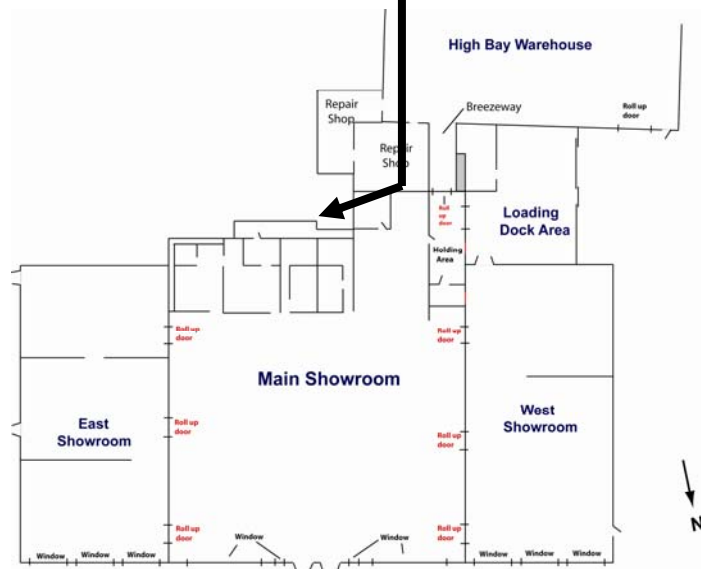 High Bay Warehouse
Repair
Shop
Breezeway
Roll up
door
Repair
Shop
Roll
up
door
Loading
Dock Area
Holding
Area
Roll up
door
Roll up
door
Main Showroom
East
Showroom
West
Showroom
Roll up
door
Roll up
door
Roll up
door
Roll up
door
Window
Window
N
Window
Window
Window
Window
Window
Window